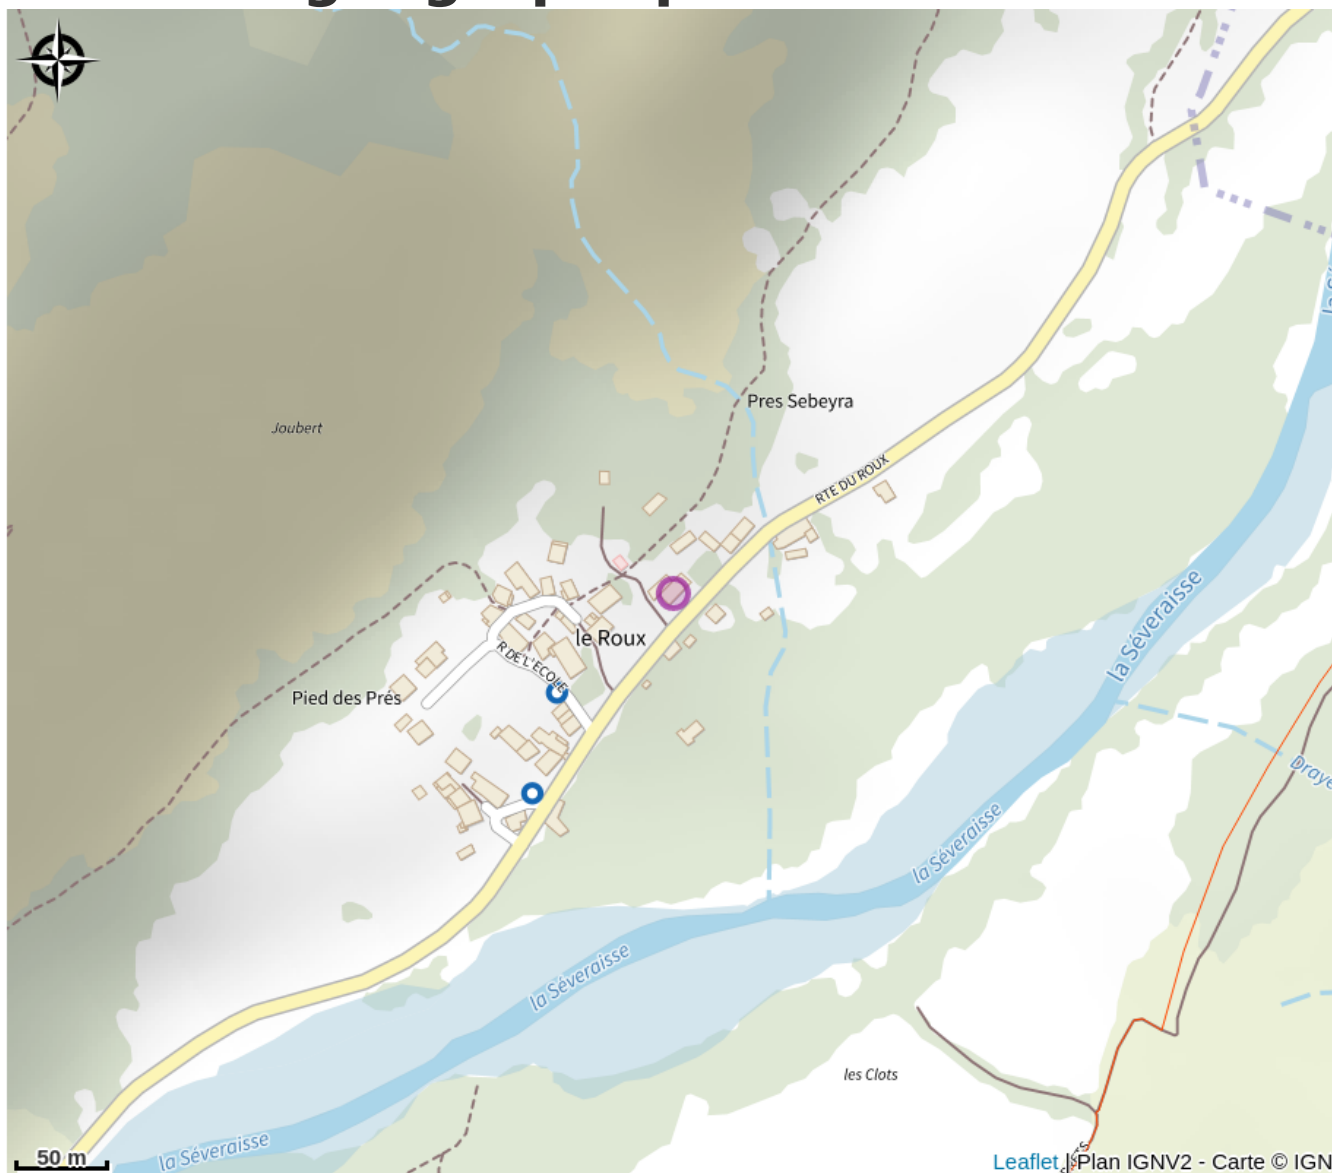 Pres Sebeyra
Joubert
RTE DU ROUX
la Séveraisse
le Roux
R DE L'ECOLE
Pied des Prés
Draye
la Séveraisse
la Séveraisse
les Clots
la Séveraisse
50 m
Leaflet | Plan IGNV2 - Carte © IGN